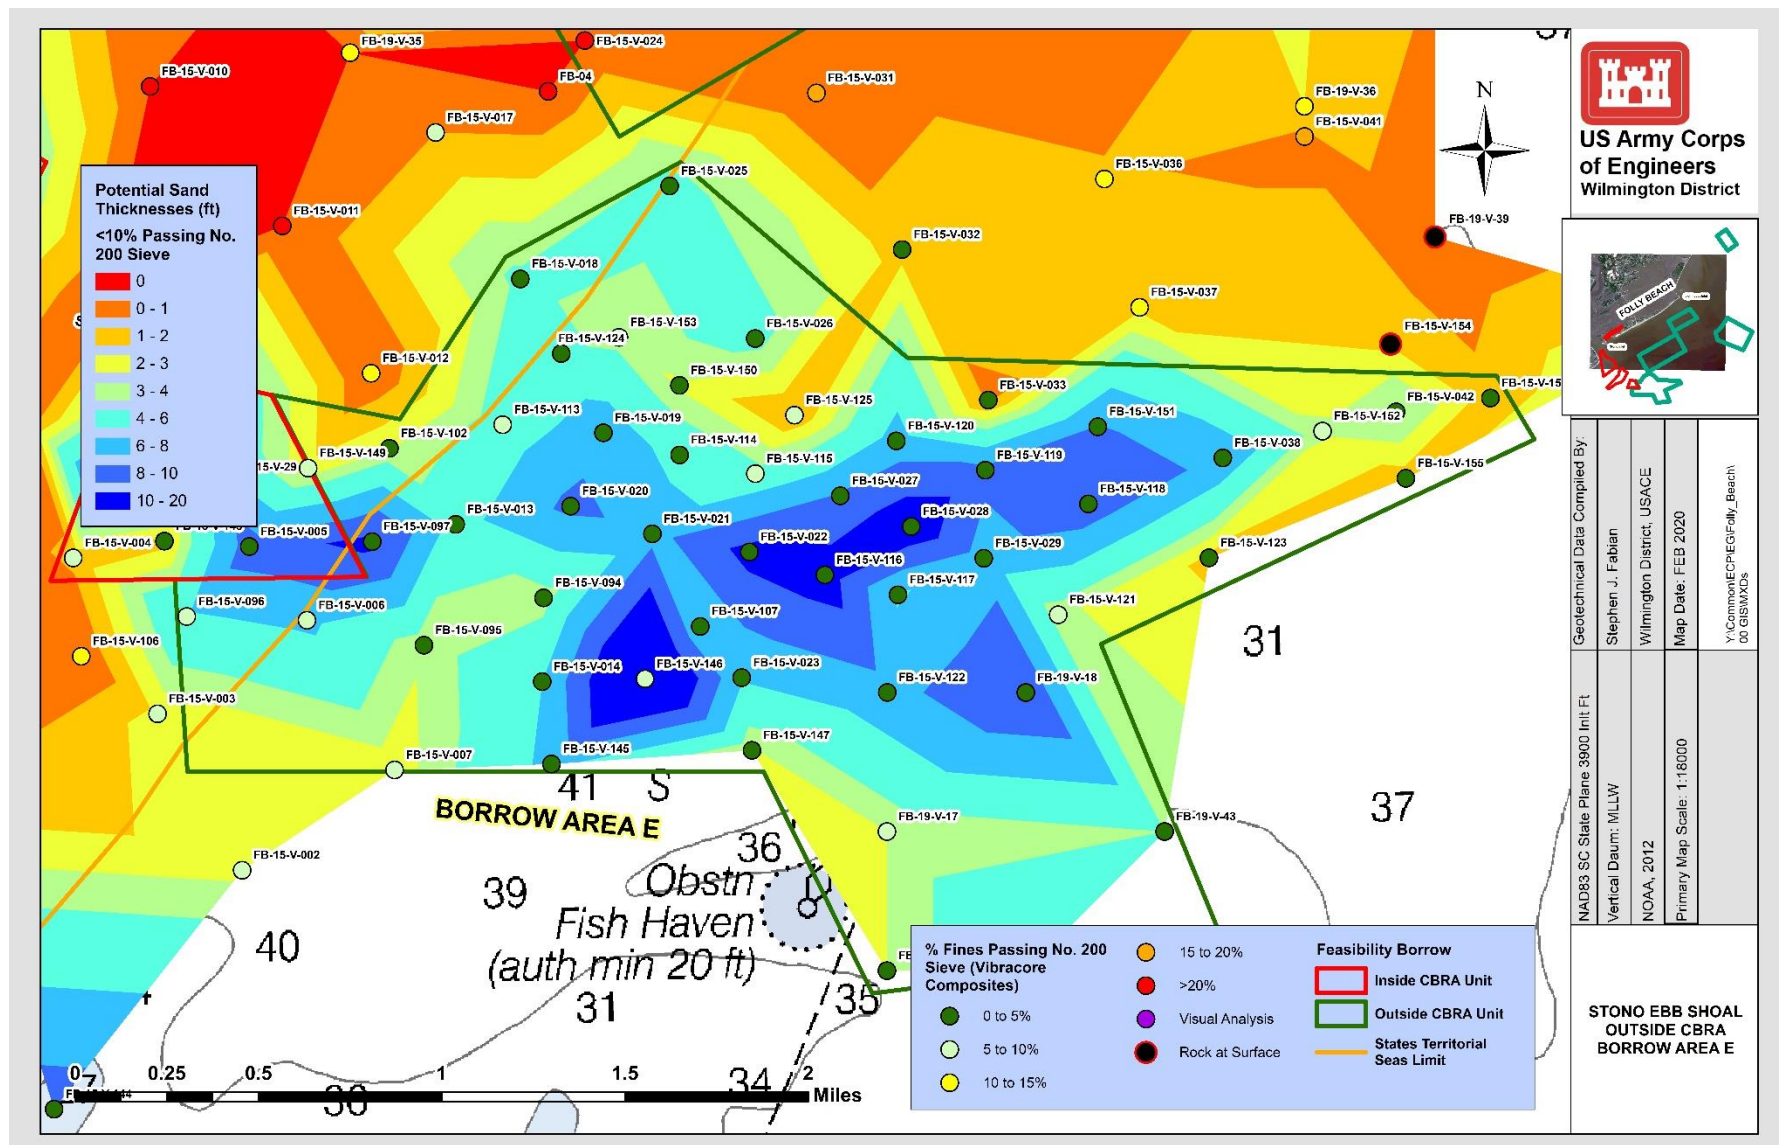 FB-19-V-35
FB-15-V-024
FB-15-V-010
FB-04
FB-15-V-031
FB-19-V-36
FB-15-V-017
FB-15-V-041
FB-15-V-036
FB-15-V-025
FB-15-V-011
FB-19-V-39
FB-15-V-032
FB-15-V-018
FB-15-V-037
FB-15-V-153
FB-15-V-026
FB-15-V-124
FB-15-V-154
FB-15-V-012
FB-15-V-150
FB-15-V-033
FB-15-V-042
FB-15-V-15
FB-15-V-125
FB-15-V-152
FB-15-V-113
FB-15-V-019
FB-15-V-151
FB-15-V-120
FB-15-V-102
FB-15-V-114
FB-15-V-038
FB-15-V-149
15-V-29
FB-15-V-115
FB-15-V-119
FB-15-V-155
FB-15-V-027
FB-15-V-020
FB-15-V-118
FB-15-V-013
FB-15-V-028
FB-15-V-097
FB-15-V-021
FB-15-V-005
FB-15-V-004
FB-15-V-022
FB-15-V-029
FB-15-V-123
FB-15-V-116
FB-15-V-094
FB-15-V-117
FB-15-V-096
FB-15-V-006
FB-15-V-121
FB-15-V-107
FB-15-V-095
FB-15-V-106
FB-15-V-014
FB-15-V-146
FB-15-V-023
FB-15-V-122
FB-19-V-18
FB-15-V-003
FB-15-V-147
FB-15-V-007
FB-15-V-145
FB-19-V-17
FB-19-V-43
FB-15-V-002
31
37
41 S
BORROW AREA E
36
39
Obstn
Fish Haven
(auth min 20 ft)
40
31
35
34
Potential Sand
Thicknesses (ft)
<10% Passing No.
200 Sieve
0
0 - 1
1 - 2
2 - 3
3 - 4
4 - 6
6 - 8
8 - 10
10 - 20
0 0.25 0.5 1 1.5 2
Miles
% Fines Passing No. 200
Sieve (Vibracore
Composites)
0 to 5%
5 to 10%
10 to 15%
15 to 20%
>20%
Visual Analysis
Rock at Surface
Feasibility Borrow
Inside CBRA Unit
Outside CBRA Unit
States Territorial
Seas Limit
N
US Army Corps
of Engineers
Wilmington District
FOLLY BEACH
Geotechnical Data Compiled By:
Stephen J. Fabian
Wilmington District, USACE
Map Date: FEB 2020
Y:\Common\ECP\EG\Folly_Beach\
00 GIS\MXDs
NAD83 SC State Plane 3900 Init Ft
Vertical Daum: MLLW
NOAA, 2012
Primary Map Scale: 1:18000
STONO EBB SHOAL
OUTSIDE CBRA
BORROW AREA E